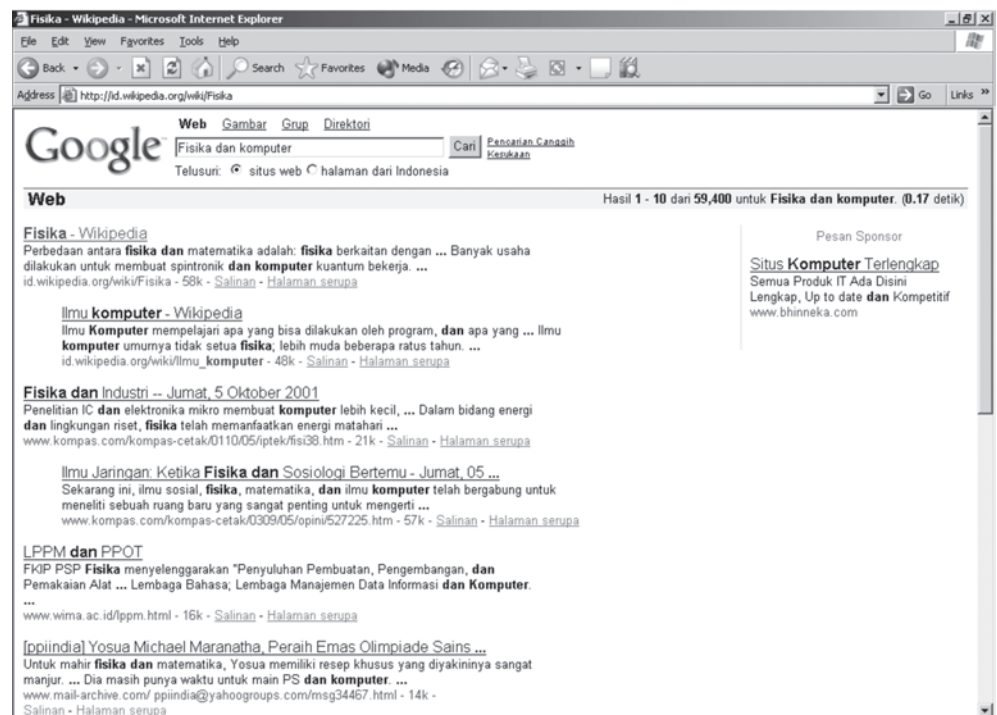 Fisika - Wikipedia - Microsoft Internet Explorer
File Edit View Favorites Tools Help
Back Search Favorites Media
Address http://id.wikipedia.org/wiki/Fisika Go Links »
Google™
Web Gambar Grup Direktori
Fisika dan komputer Cari Pencarian Canggih
Kesukaan
Telusuri: situs web halaman dari Indonesia
Web Hasil 1 - 10 dari 59,400 untuk Fisika dan komputer. (0.17 detik)
Fisika - Wikipedia
Perbedaan antara fisika dan matematika adalah: fisika berkaitan dengan ... Banyak usaha
dilakukan untuk membuat spintronik dan komputer kuantum bekerja. ...
id.wikipedia.org/wiki/Fisika - 58k - Salinan - Halaman serupa
Ilmu komputer - Wikipedia
Ilmu Komputer mempelajari apa yang bisa dilakukan oleh program, dan apa yang ... Ilmu
komputer umurnya tidak setua fisika; lebih muda beberapa ratus tahun. ...
id.wikipedia.org/wiki/Ilmu_komputer - 48k - Salinan - Halaman serupa
Fisika dan Industri -- Jumat, 5 Oktober 2001
Penelitian IC dan elektronika mikro membuat komputer lebih kecil, ... Dalam bidang energi
dan lingkungan riset, fisika telah memanfaatkan energi matahari ...
www.kompas.com/kompas-cetak/0110/05/iptek/fisi38.htm - 21k - Salinan - Halaman serupa
Ilmu Jaringan: Ketika Fisika dan Sosiologi Bertemu - Jumat, 05 ...
Sekarang ini, ilmu sosial, fisika, matematika, dan ilmu komputer telah bergabung untuk
meneliti sebuah ruang baru yang sangat penting untuk mengerti ...
www.kompas.com/kompas-cetak/0309/05/opini/527225.htm - 57k - Salinan - Halaman serupa
LPPM dan PPOT
FKIP PSP Fisika menyelenggarakan "Penyuluhan Pembuatan, Pengembangan, dan
Pemakaian Alat ... Lembaga Bahasa; Lembaga Manajemen Data Informasi dan Komputer.
...
www.wima.ac.id/lppm.html - 16k - Salinan - Halaman serupa
[ppiindia] Yosua Michael Maranatha, Peraih Emas Olimpiade Sains ...
Untuk mahir fisika dan matematika, Yosua memiliki resep khusus yang diyakininya sangat
manjur. ... Dia masih punya waktu untuk main PS dan komputer. ...
www.mail-archive.com/ ppiindia@yahoogroups.com/msg34467.html - 14k -
Salinan - Halaman serupa
Pesan Sponsor
Situs Komputer Terlengkap
Semua Produk IT Ada Disini
Lengkap, Up to date dan Kompetitif
www.bhinneka.com